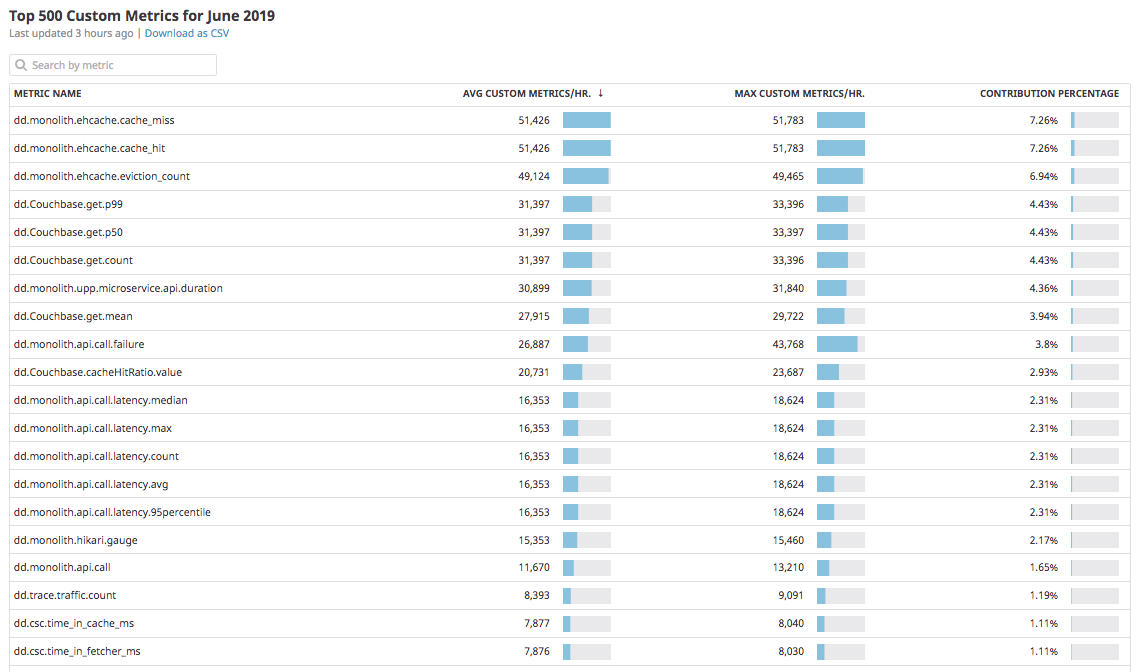 Top 500 Custom Metrics for June 2019
Last updated 3 hours ago | Download as CSV
Search by metric
METRIC NAME AVG CUSTOM METRICS/HR. ↓ MAX CUSTOM METRICS/HR. CONTRIBUTION PERCENTAGE
dd.monolith.ehcache.cache_miss 51,426 51,783 7.26%
dd.monolith.ehcache.cache_hit 51,426 51,783 7.26%
dd.monolith.ehcache.eviction_count 49,124 49,465 6.94%
dd.Couchbase.get.p99 31,397 33,396 4.43%
dd.Couchbase.get.p50 31,397 33,397 4.43%
dd.Couchbase.get.count 31,397 33,396 4.43%
dd.monolith.upp.microservice.api.duration 30,899 31,840 4.36%
dd.Couchbase.get.mean 27,915 29,722 3.94%
dd.monolith.api.call.failure 26,887 43,768 3.8%
dd.Couchbase.cacheHitRatio.value 20,731 23,687 2.93%
dd.monolith.api.call.latency.median 16,353 18,624 2.31%
dd.monolith.api.call.latency.max 16,353 18,624 2.31%
dd.monolith.api.call.latency.count 16,353 18,624 2.31%
dd.monolith.api.call.latency.avg 16,353 18,624 2.31%
dd.monolith.api.call.latency.95percentile 16,353 18,624 2.31%
dd.monolith.hikari.gauge 15,353 15,460 2.17%
dd.monolith.api.call 11,670 13,210 1.65%
dd.trace.traffic.count 8,393 9,091 1.19%
dd.csc.time_in_cache_ms 7,877 8,040 1.11%
dd.csc.time_in_fetcher_ms 7,876 8,030 1.11%